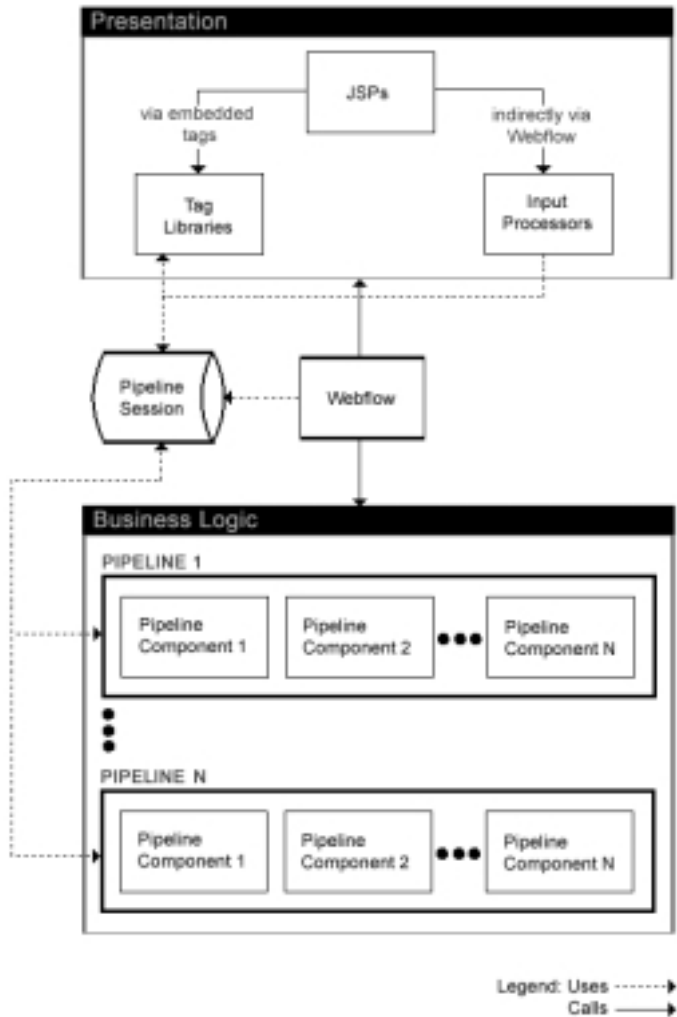 Presentation
JSPs
via embedded
tags
indirectly via
Webflow
Tag
Libraries
Input
Processors
Pipeline
Session
Webflow
Business Logic
PIPELINE 1
Pipeline
Component 1
Pipeline
Component 2
Pipeline
Component N
PIPELINE N
Pipeline
Component 1
Pipeline
Component 2
Pipeline
Component N
Legend: Uses
Calls